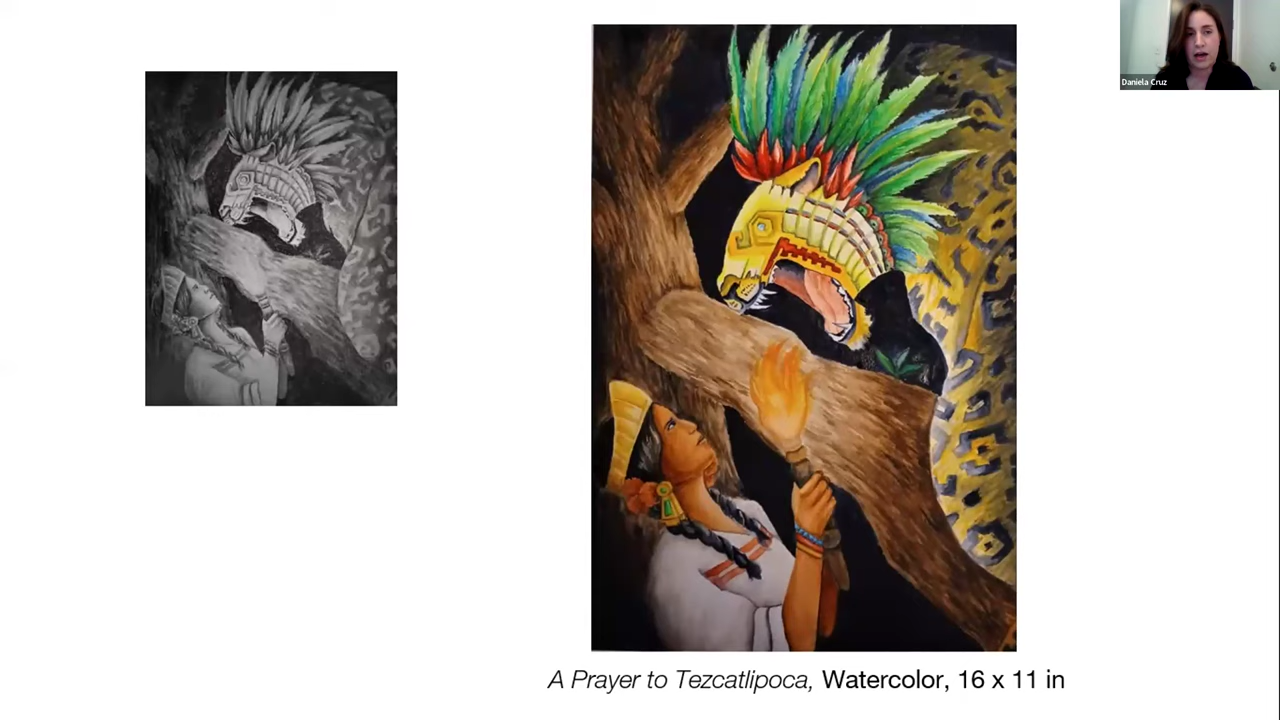 Daniela Cruz
A Prayer to Tezcatlipoca, Watercolor, 16 x 11 in